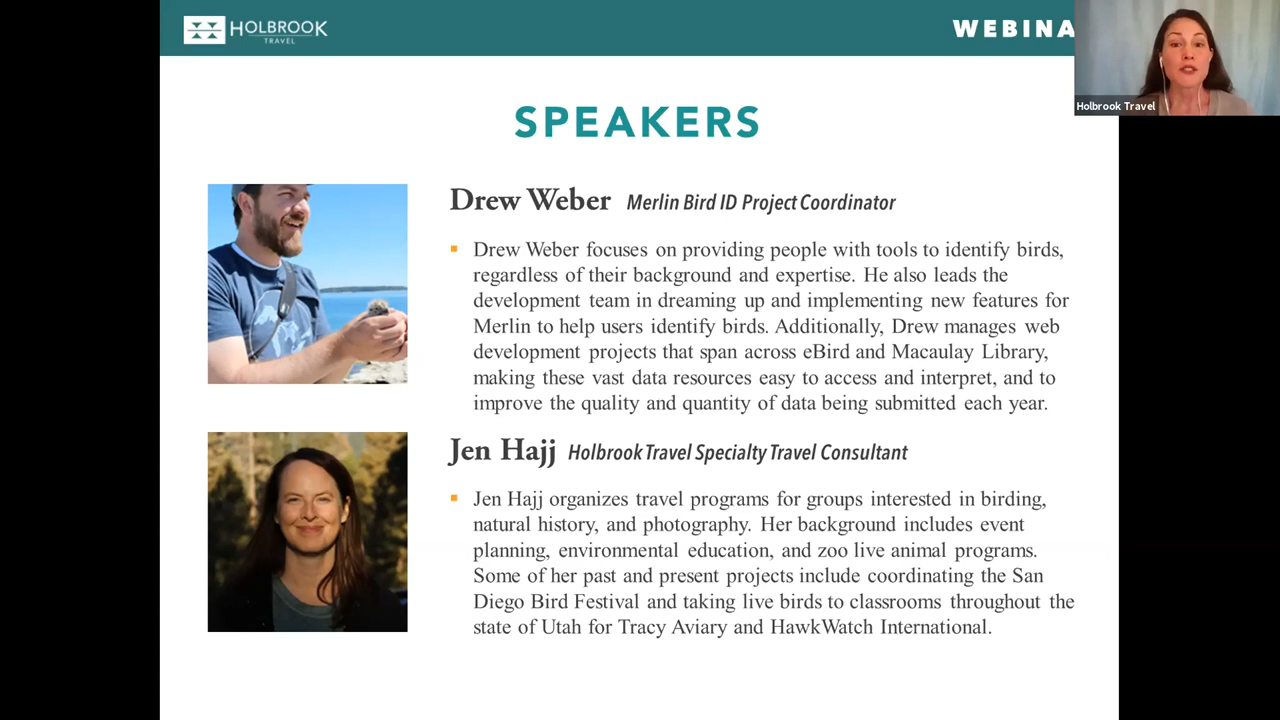 HOLBROOK
TRAVEL
WEBINA
Holbrook Travel
SPEAKERS
Drew Weber Merlin Bird ID Project Coordinator
▪ Drew Weber focuses on providing people with tools to identify birds,
regardless of their background and expertise. He also leads the
development team in dreaming up and implementing new features for
Merlin to help users identify birds. Additionally, Drew manages web
development projects that span across eBird and Macaulay Library,
making these vast data resources easy to access and interpret, and to
improve the quality and quantity of data being submitted each year.
Jen Hajj Holbrook Travel Specialty Travel Consultant
▪ Jen Hajj organizes travel programs for groups interested in birding,
natural history, and photography. Her background includes event
planning, environmental education, and zoo live animal programs.
Some of her past and present projects include coordinating the San
Diego Bird Festival and taking live birds to classrooms throughout the
state of Utah for Tracy Aviary and HawkWatch International.